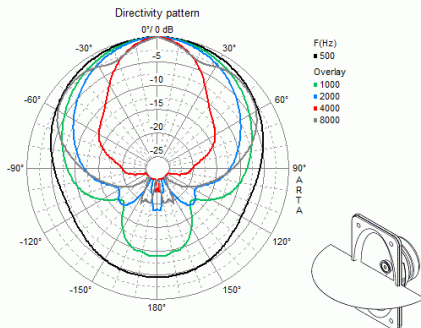 Directivity pattern
0°/ 0 dB
-30°
30°
-5
-10
-15
-20
-25
-60°
60°
-90°
90°
-120°
120°
-150°
150°
180°
A
R
T
A
F(Hz)
500
Overlay
1000
2000
4000
8000